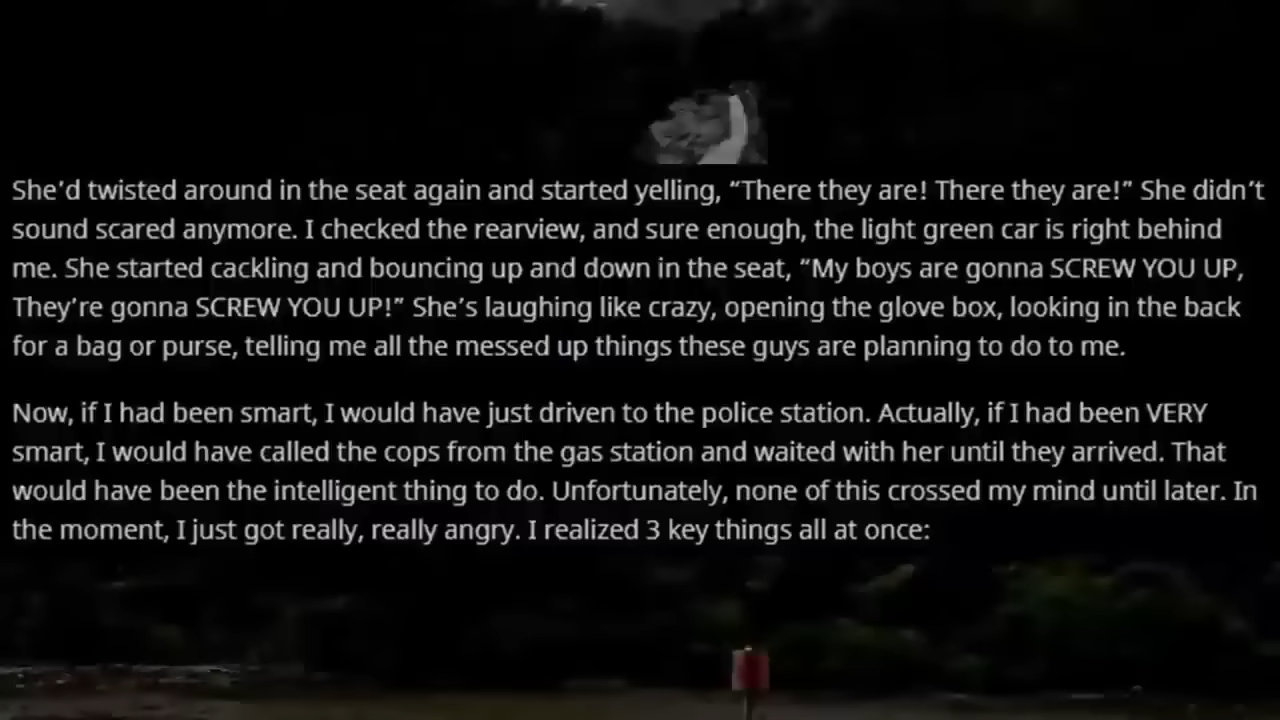 She’d twisted around in the seat again and started yelling, “There they are! There they are!” She didn’t
sound scared anymore. I checked the rearview, and sure enough, the light green car is right behind
me. She started cackling and bouncing up and down in the seat, “My boys are gonna SCREW YOU UP,
They’re gonna SCREW YOU UP!” She’s laughing like crazy, opening the glove box, looking in the back
for a bag or purse, telling me all the messed up things these guys are planning to do to me.
Now, if I had been smart, I would have just driven to the police station. Actually, if I had been VERY
smart, I would have called the cops from the gas station and waited with her until they arrived. That
would have been the intelligent thing to do. Unfortunately, none of this crossed my mind until later. In
the moment, I just got really, really angry. I realized 3 key things all at once: